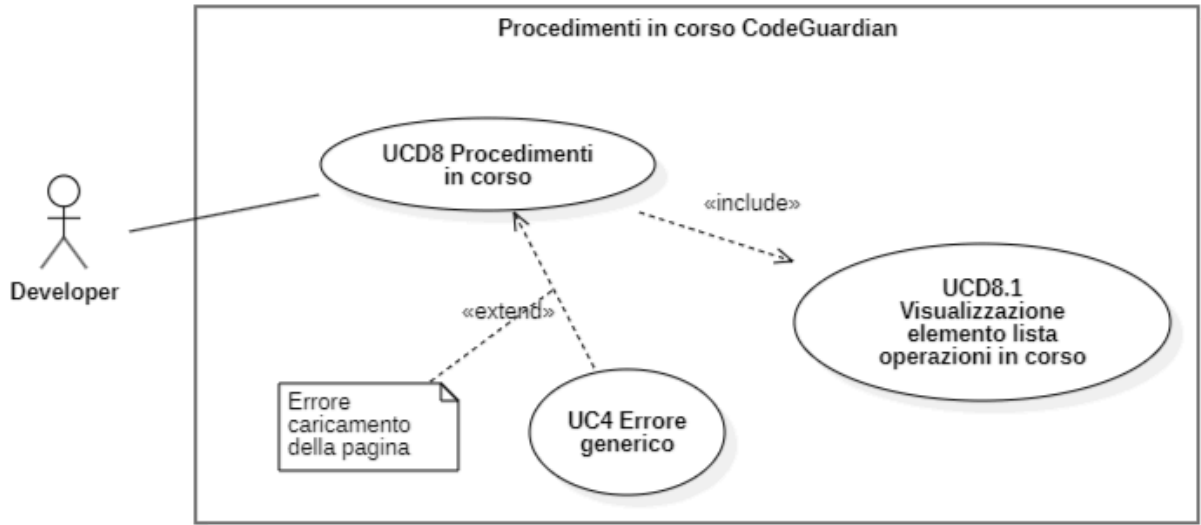 Procedimenti in corso CodeGuardian
UCD8 Procedimenti
in corso
«include»
Developer
UCD8.1
Visualizzazione
elemento lista
operazioni in corso
«extend»
Errore
caricamento
della pagina
UC4 Errore
generico